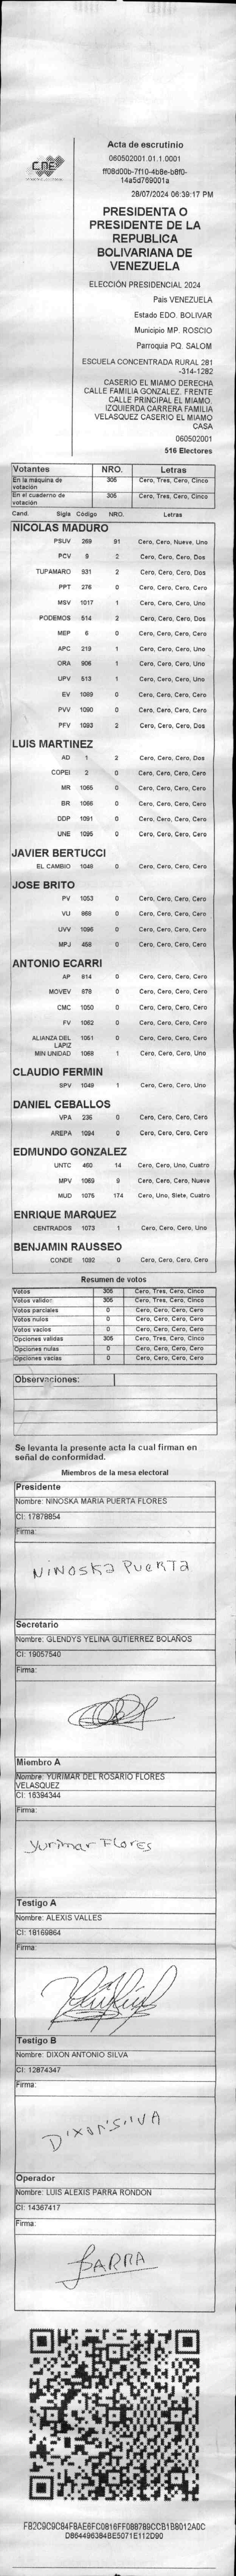 CNE
Acta de escrutinio
060502001.01.1.0001
ff08d00b-7f10-4b8e-b8f0-
14a5d769001a
28/07/2024 06:39:17 PM
PRESIDENTA O
PRESIDENTE DE LA
REPUBLICA
BOLIVARIANA DE
VENEZUELA
ELECCIÓN PRESIDENCIAL 2024
Pais VENEZUELA
Estado EDO. BOLIVAR
Municipio MP. ROSCIO
Parroquia PQ. SALOM
ESCUELA CONCENTRADA RURAL 281
-314-1282
CASERIO EL MIAMO DERECHA
CALLE FAMILIA GONZALEZ. FRENTE
CALLE PRINCIPAL EL MIAMO.
IZQUIERDA CARRERA FAMILIA
VELASQUEZ CASERIO EL MIAMO
CASA
060502001
516 Electores
Votantes NRO. Letras
En la máquina de votación 305 Cero, Tres, Cero, Cinco
En el cuaderno de votación 305 Cero, Tres, Cero, Cinco
Cand. Sigla Código NRO. Letras
NICOLAS MADURO
PSUV 269 91 Cero, Cero, Nueve, Uno
PCV 9 2 Cero, Cero, Cero, Dos
TUPAMARO 931 2 Cero, Cero, Cero, Dos
PPT 276 0 Cero, Cero, Cero, Cero
MSV 1017 1 Cero, Cero, Cero, Uno
PODEMOS 514 2 Cero, Cero, Cero, Dos
MEP 6 0 Cero, Cero, Cero, Cero
APC 219 1 Cero, Cero, Cero, Uno
ORA 906 1 Cero, Cero, Cero, Uno
UPV 513 1 Cero, Cero, Cero, Uno
EV 1089 0 Cero, Cero, Cero, Cero
PVV 1090 0 Cero, Cero, Cero, Cero
PFV 1093 2 Cero, Cero, Cero, Dos
LUIS MARTINEZ
AD 1 2 Cero, Cero, Cero, Dos
COPEI 2 0 Cero, Cero, Cero, Cero
MR 1065 0 Cero, Cero, Cero, Cero
BR 1066 0 Cero, Cero, Cero, Cero
DDP 1091 0 Cero, Cero, Cero, Cero
UNE 1095 0 Cero, Cero, Cero, Cero
JAVIER BERTUCCI
EL CAMBIO 1048 0 Cero, Cero, Cero, Cero
JOSE BRITO
PV 1053 0 Cero, Cero, Cero, Cero
VU 868 0 Cero, Cero, Cero, Cero
UVV 1096 0 Cero, Cero, Cero, Cero
MPJ 458 0 Cero, Cero, Cero, Cero
ANTONIO ECARRI
AP 814 0 Cero, Cero, Cero, Cero
MOVEV 878 0 Cero, Cero, Cero, Cero
CMC 1050 0 Cero, Cero, Cero, Cero
FV 1062 0 Cero, Cero, Cero, Cero
ALIANZA DEL LAPIZ 1051 0 Cero, Cero, Cero, Cero
MIN UNIDAD 1068 1 Cero, Cero, Cero, Uno
CLAUDIO FERMIN
SPV 1049 1 Cero, Cero, Cero, Uno
DANIEL CEBALLOS
VPA 235 0 Cero, Cero, Cero, Cero
AREPA 1094 0 Cero, Cero, Cero, Cero
EDMUNDO GONZALEZ
UNTC 460 14 Cero, Cero, Uno, Cuatro
MPV 1069 9 Cero, Cero, Cero, Nueve
MUD 1075 174 Cero, Uno, Siete, Cuatro
ENRIQUE MARQUEZ
CENTRADOS 1073 1 Cero, Cero, Cero, Uno
BENJAMIN RAUSSEO
CONDE 1092 0 Cero, Cero, Cero, Cero
Resumen de votos
Votos 305 Cero, Tres, Cero, Cinco
Votos validos 305 Cero, Tres, Cero, Cinco
Votos parciales 0 Cero, Cero, Cero, Cero
Votos nulos 0 Cero, Cero, Cero, Cero
Votos vacios 0 Cero, Cero, Cero, Cero
Opciones validas 305 Cero, Tres, Cero, Cinco
Opciones nulas 0 Cero, Cero, Cero, Cero
Opciones vacias 0 Cero, Cero, Cero, Cero
Observaciones:
Se levanta la presente acta la cual firman en
señal de conformidad.
Miembros de la mesa electoral
Presidente
Nombre: NINOSKA MARIA PUERTA FLORES
CI: 17878854
Firma:
NINOSKA PUERTA
Secretario
Nombre: GLENDYS YELINA GUTIERREZ BOLAÑOS
CI: 19057540
Firma:
Miembro A
Nombre: YURIMAR DEL ROSARIO FLORES
VELASQUEZ
CI: 16394344
Firma:
Yurimar Flores
Testigo A
Nombre: ALEXIS VALLES
CI: 18169864
Firma:
Testigo B
Nombre: DIXON ANTONIO SILVA
CI: 12874347
Firma:
DIXON SILVA
Operador
Nombre: LUIS ALEXIS PARRA RONDON
CI: 14367417
Firma:
PARRA
FB2C9C9C84F8AE6FC0816FF088789CCB1B8012A0C
D864496384BE5071E112D90